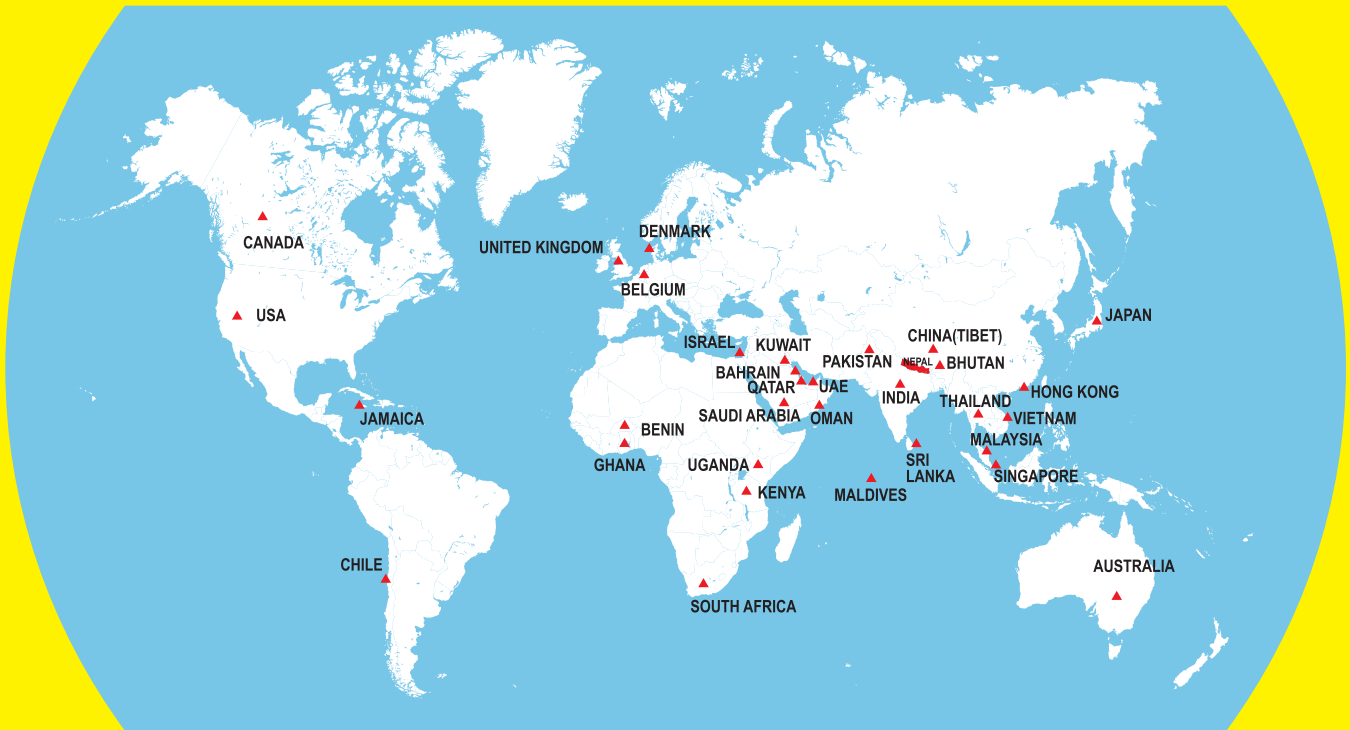 DENMARK
CANADA
UNITED KINGDOM
BELGIUM
USA
JAPAN
CHINA(TIBET)
ISRAEL
KUWAIT
PAKISTAN
NEPAL
BHUTAN
BAHRAIN
QATAR
UAE
INDIA
HONG KONG
THAILAND
SAUDI ARABIA
OMAN
JAMAICA
VIETNAM
BENIN
MALAYSIA
GHANA
UGANDA
SRI
LANKA
SINGAPORE
KENYA
MALDIVES
CHILE
AUSTRALIA
SOUTH AFRICA